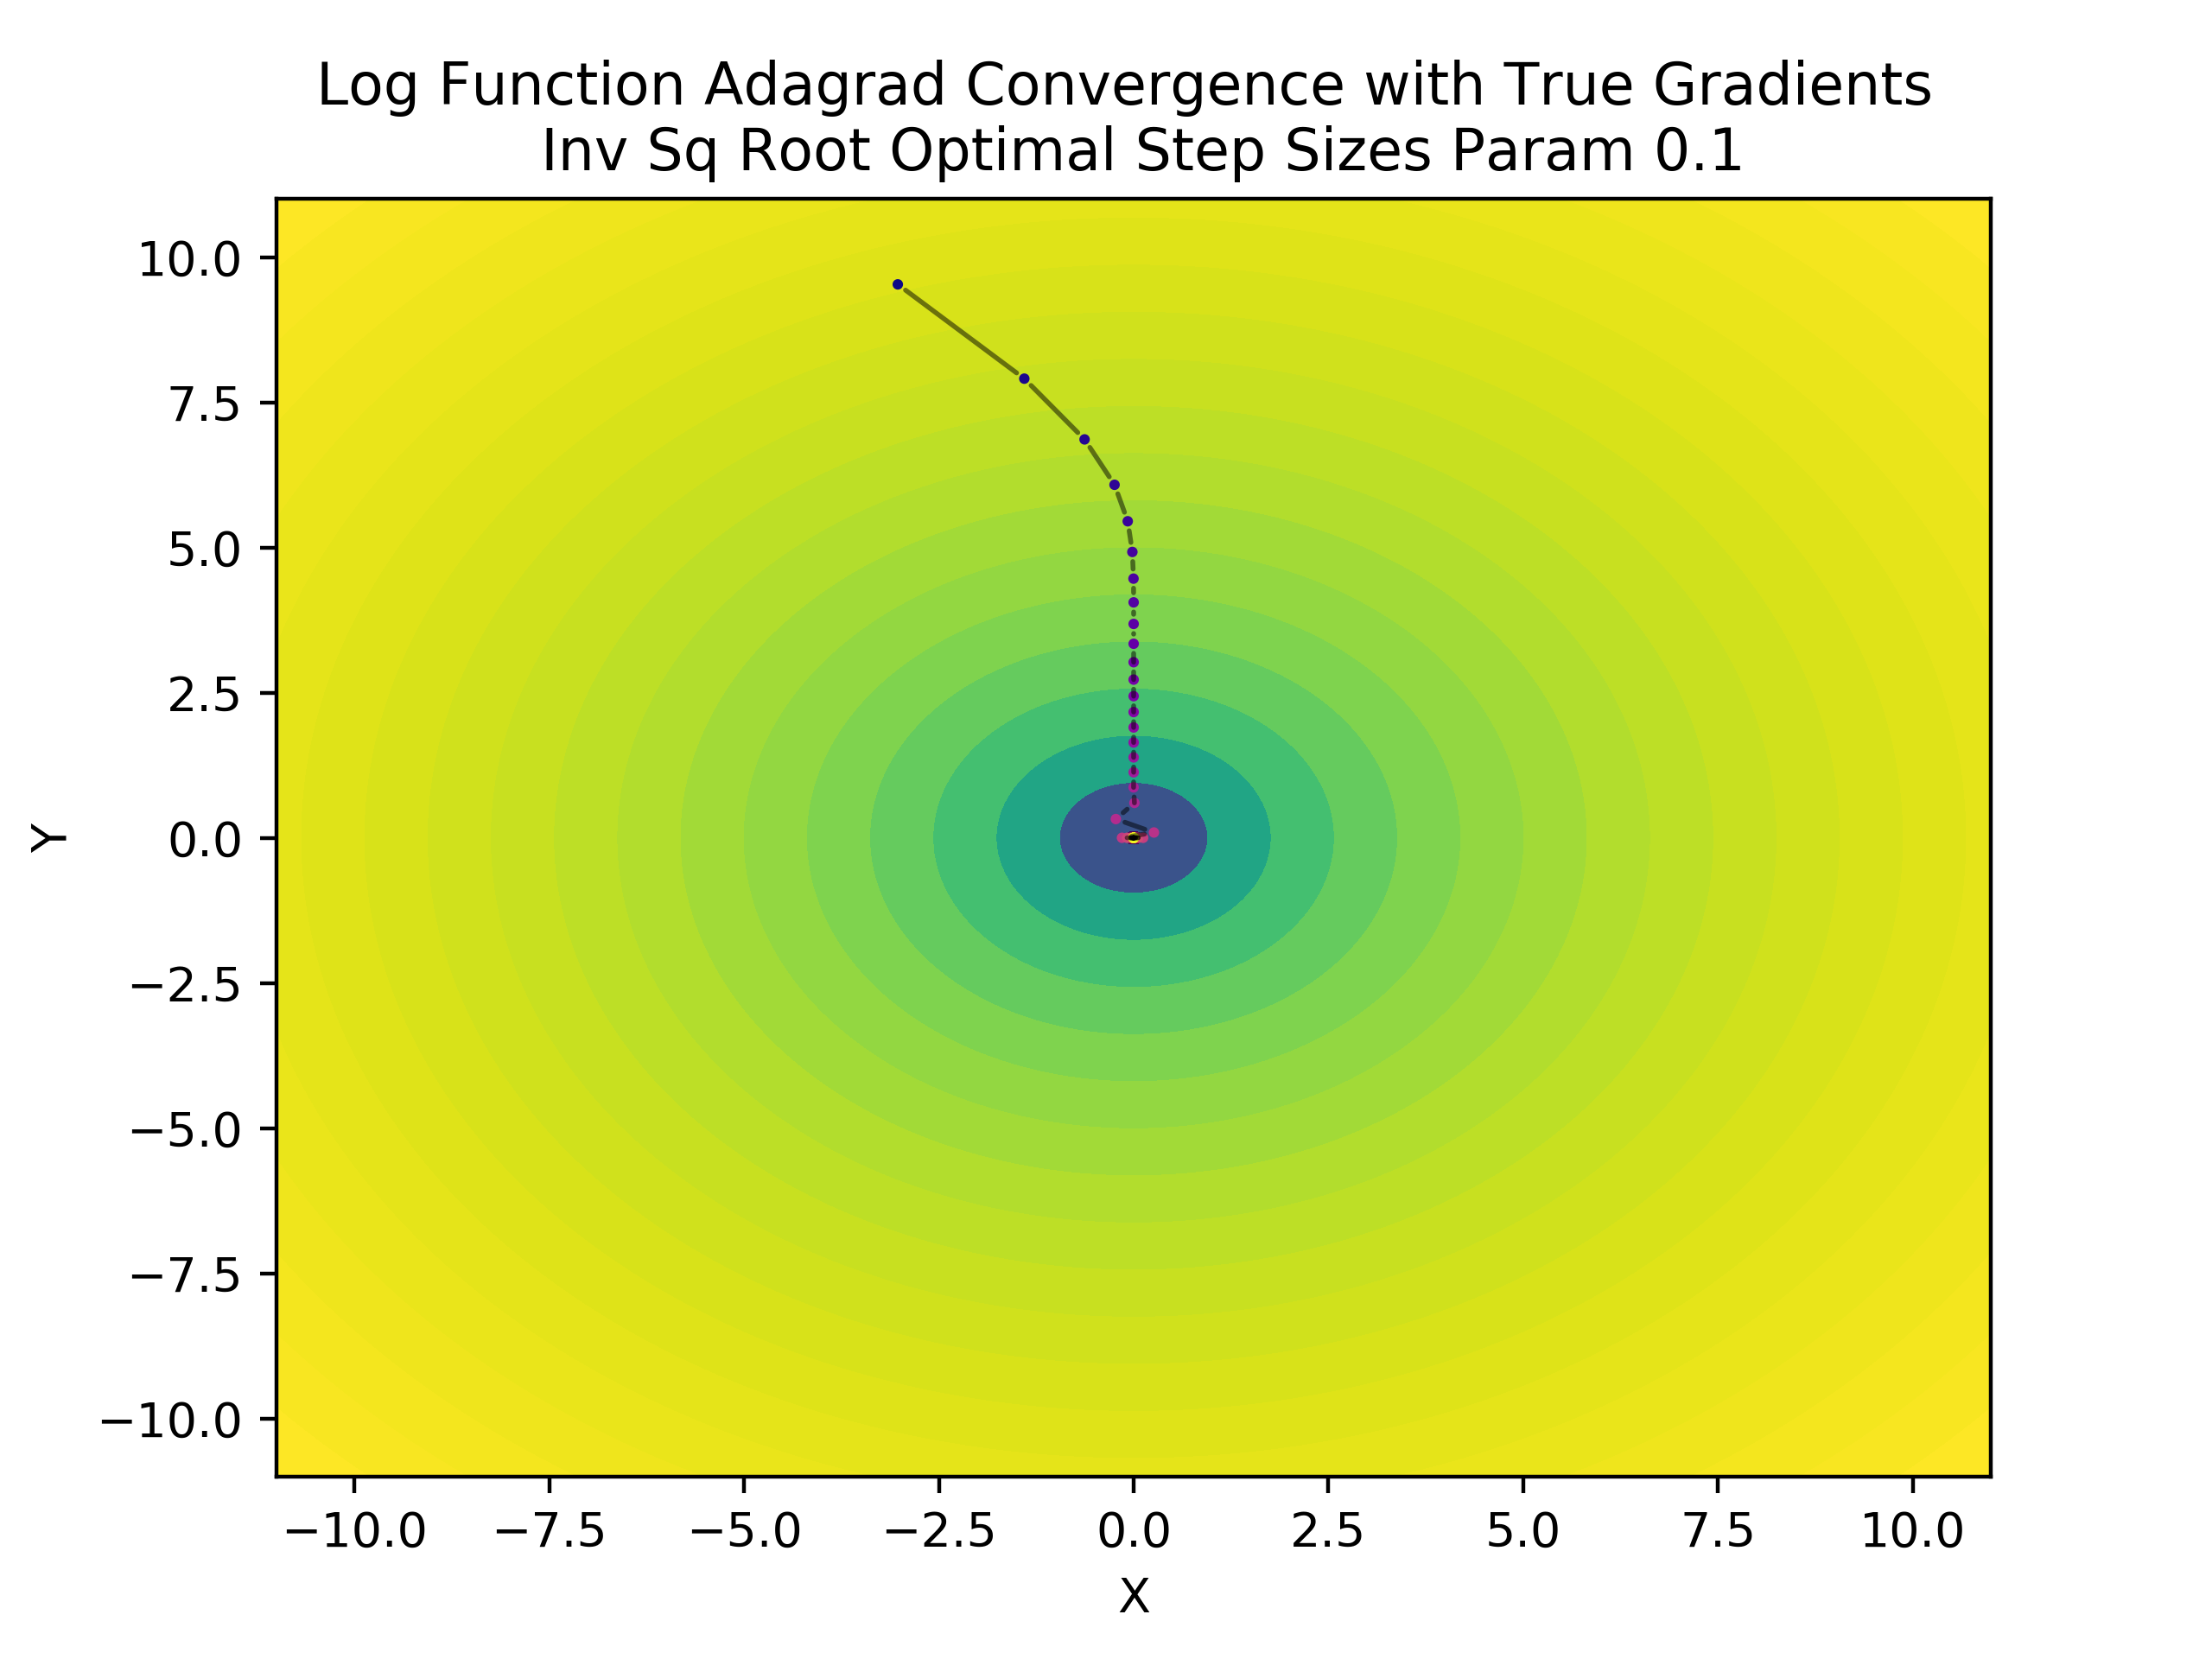 Log Function Adagrad Convergence with True Gradients
Inv Sq Root Optimal Step Sizes Param 0.1
10.0
7.5
5.0
2.5
0.0
−2.5
−5.0
−7.5
−10.0
Y
−10.0 −7.5 −5.0 −2.5 0.0 2.5 5.0 7.5 10.0
X